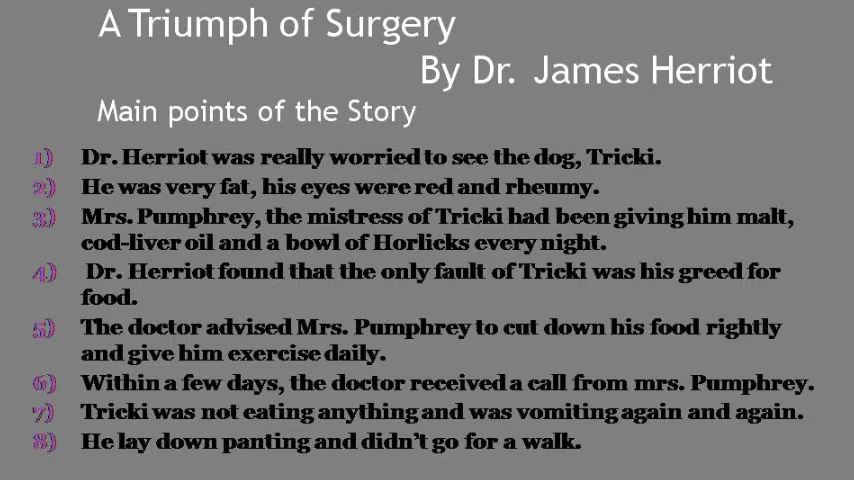 A Triumph of Surgery
By Dr. James Herriot
Main points of the Story
1) Dr. Herriot was really worried to see the dog, Tricki.
2) He was very fat, his eyes were red and rheumy.
3) Mrs. Pumphrey, the mistress of Tricki had been giving him malt,
cod-liver oil and a bowl of Horlicks every night.
4) Dr. Herriot found that the only fault of Tricki was his greed for
food.
5) The doctor advised Mrs. Pumphrey to cut down his food rightly
and give him exercise daily.
6) Within a few days, the doctor received a call from mrs. Pumphrey.
7) Tricki was not eating anything and was vomiting again and again.
8) He lay down panting and didn't go for a walk.